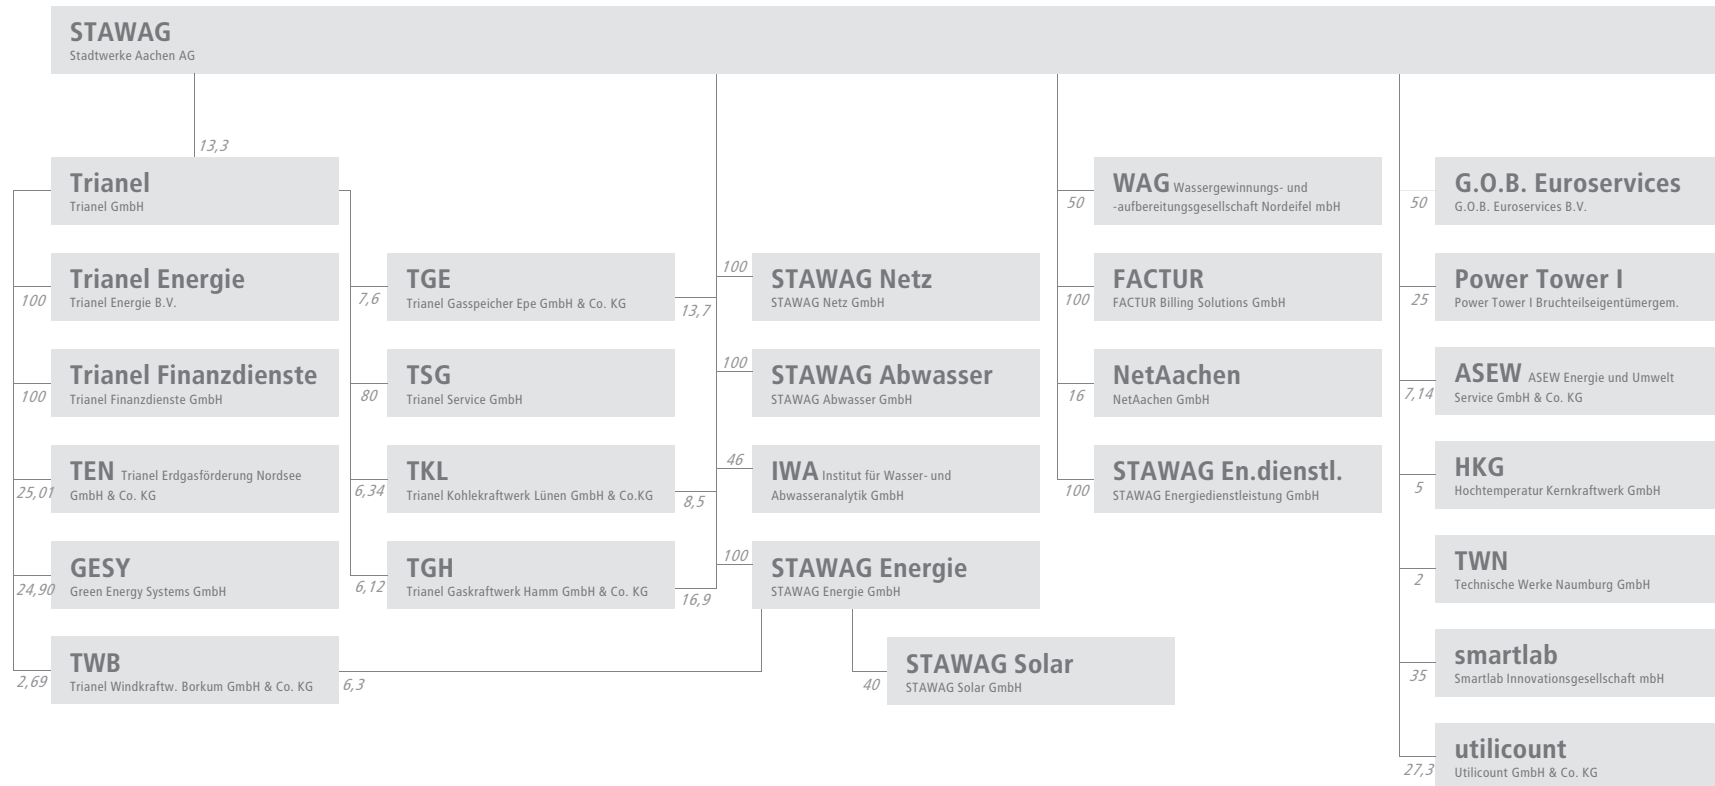 STAWAG
Stadtwerke Aachen AG
13,3
Trianel
Trianel GmbH
100
Trianel Energie
Trianel Energie B.V.
100
Trianel Finanzdienste
Trianel Finanzdienste GmbH
25,01
TEN Trianel Erdgasförderung Nordsee
GmbH & Co. KG
24,90
GESY
Green Energy Systems GmbH
2,69
TWB
Trianel Windkraftw. Borkum GmbH & Co. KG
6,3
7,6
TGE
Trianel Gasspeicher Epe GmbH & Co. KG
13,7
80
TSG
Trianel Service GmbH
6,34
TKL
Trianel Kohlekraftwerk Lünen GmbH & Co.KG
8,5
6,12
TGH
Trianel Gaskraftwerk Hamm GmbH & Co. KG
16,9
100
STAWAG Netz
STAWAG Netz GmbH
100
STAWAG Abwasser
STAWAG Abwasser GmbH
46
IWA Institut für Wasser- und
Abwasseranalytik GmbH
100
STAWAG Energie
STAWAG Energie GmbH
40
STAWAG Solar
STAWAG Solar GmbH
50
WAG Wassergewinnungs- und
-aufbereitungsgesellschaft Nordeifel mbH
100
FACTUR
FACTUR Billing Solutions GmbH
16
NetAachen
NetAachen GmbH
100
STAWAG En.dienstl.
STAWAG Energiedienstleistung GmbH
50
G.O.B. Euroservices
G.O.B. Euroservices B.V.
25
Power Tower I
Power Tower I Bruchteilseigentümergem.
7,14
ASEW ASEW Energie und Umwelt
Service GmbH & Co. KG
5
HKG
Hochtemperatur Kernkraftwerk GmbH
2
TWN
Technische Werke Naumburg GmbH
35
smartlab
Smartlab Innovationsgesellschaft mbH
27,3
utilicount
Utilicount GmbH & Co. KG